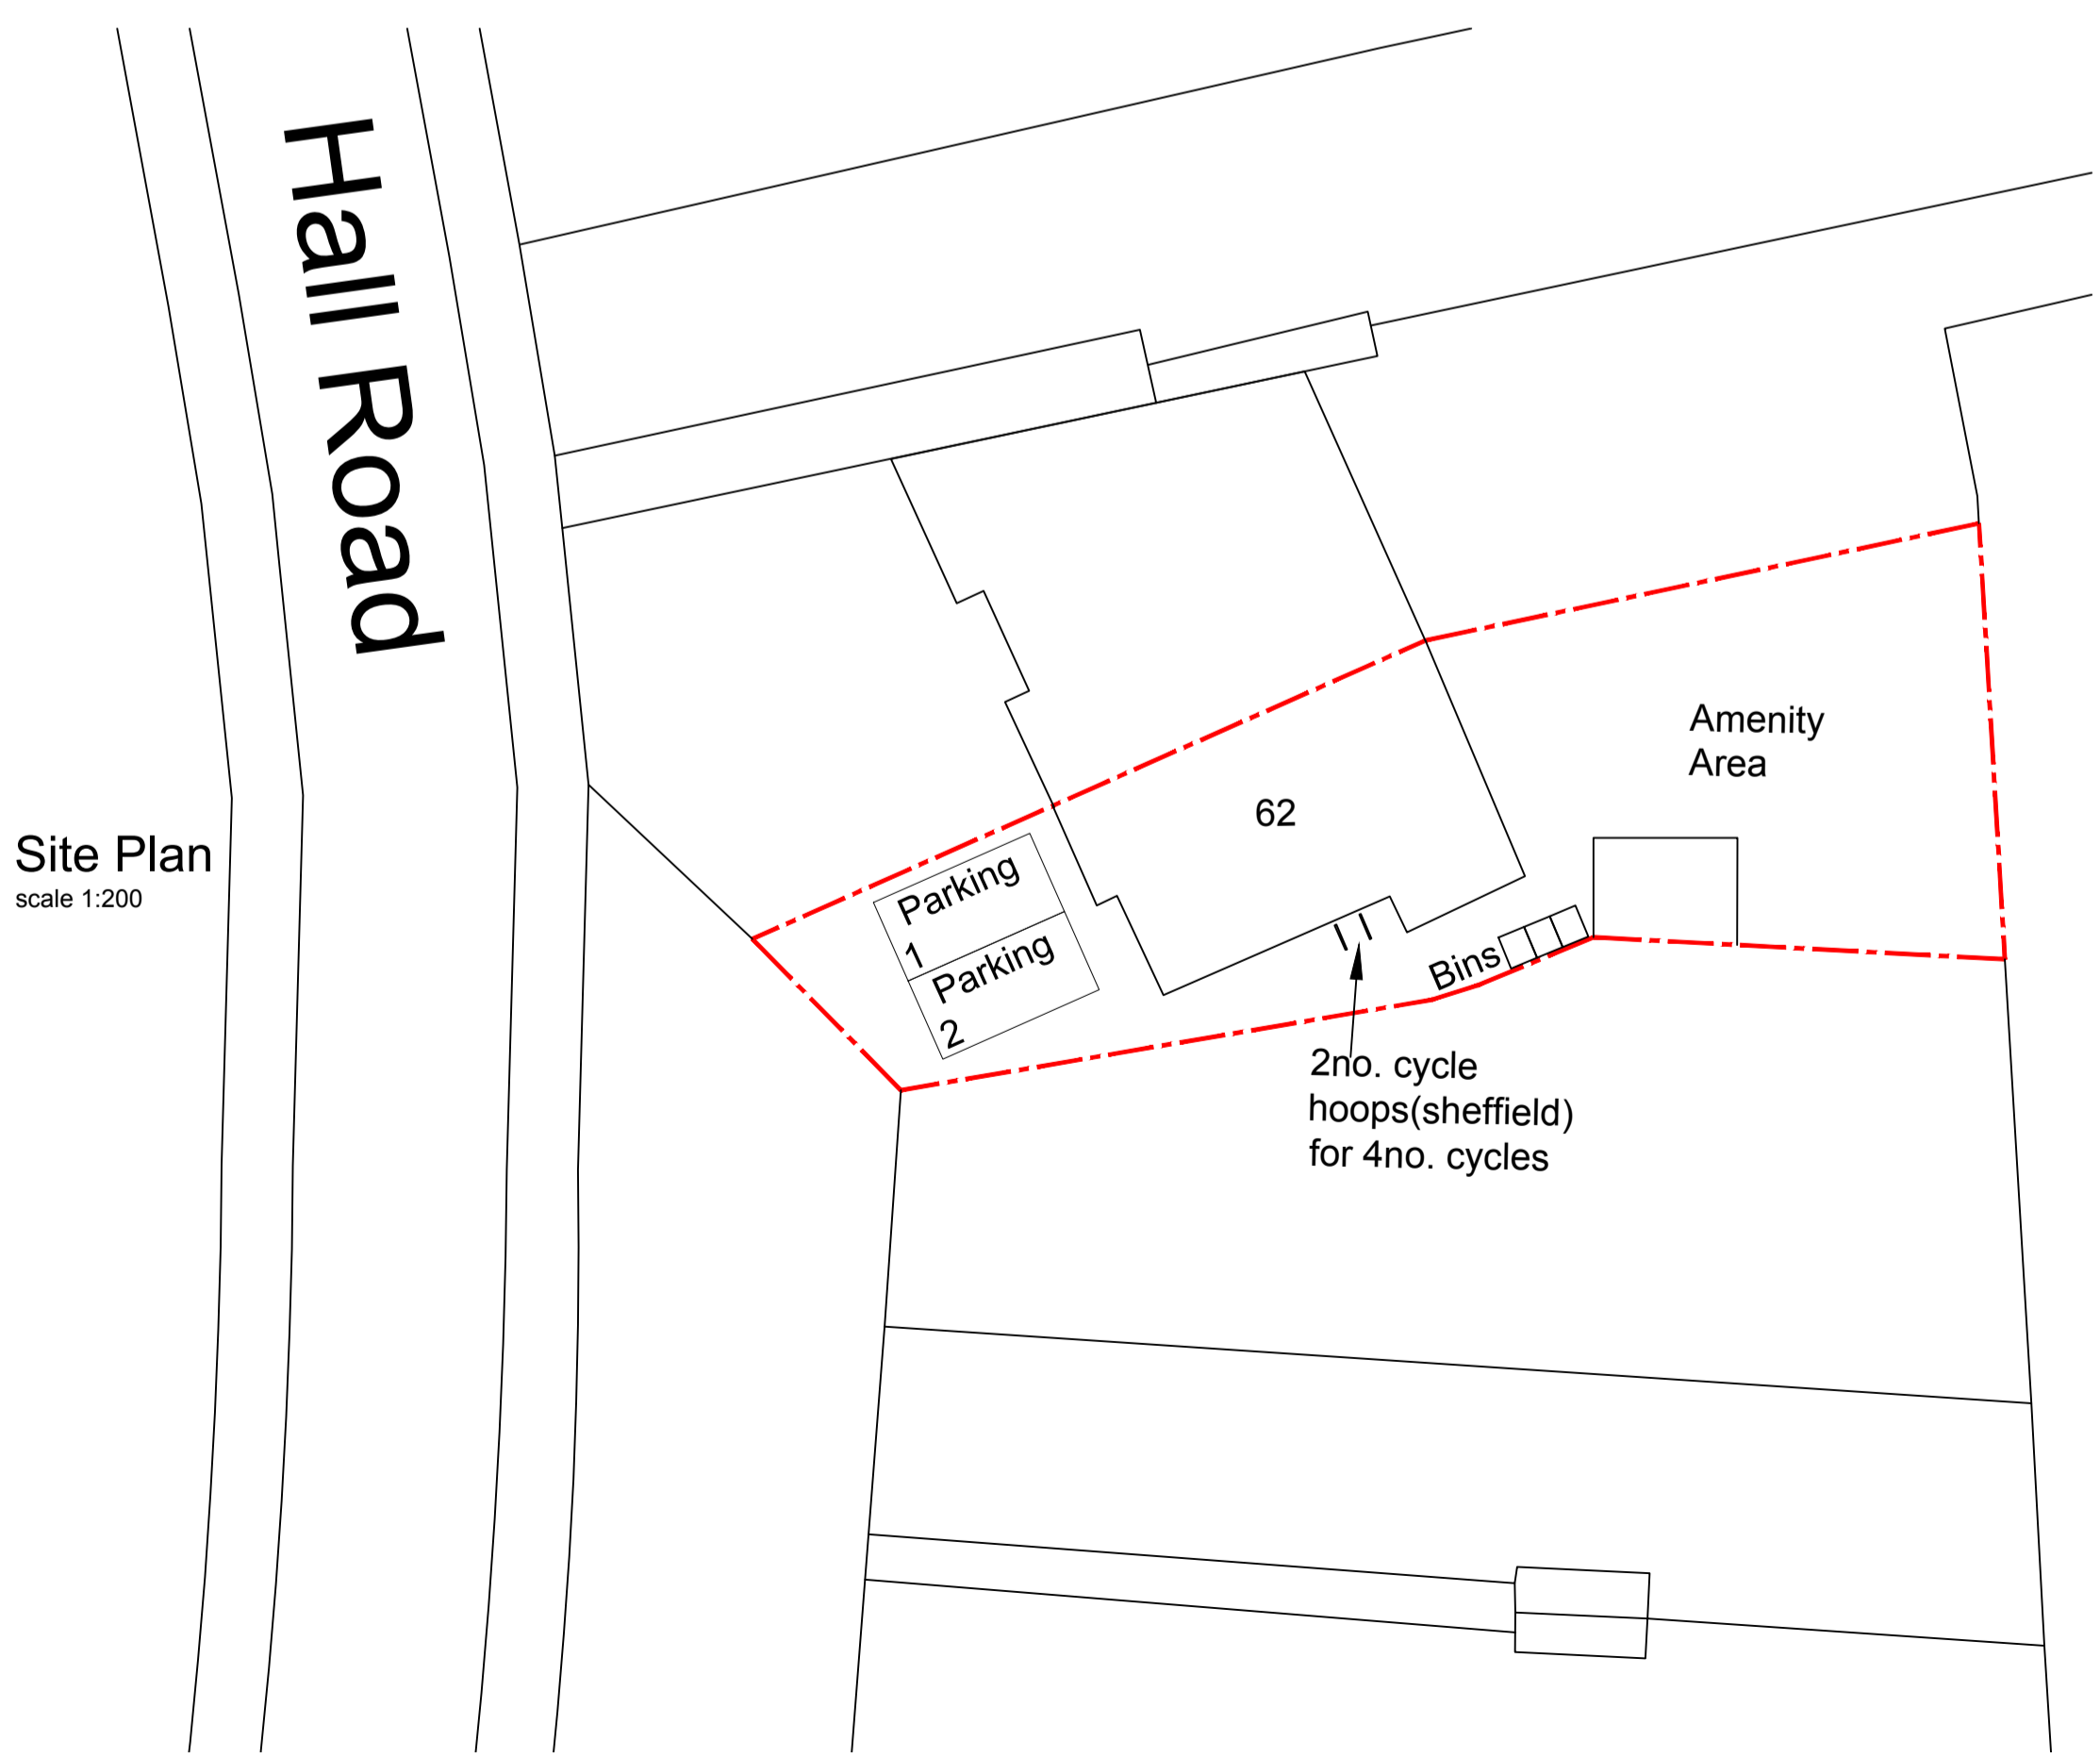 Hall Road
Site Plan
scale 1:200
Amenity
Area
62
Parking
1
Parking
2
Bins
2no. cycle
hoops(sheffield)
for 4no. cycles